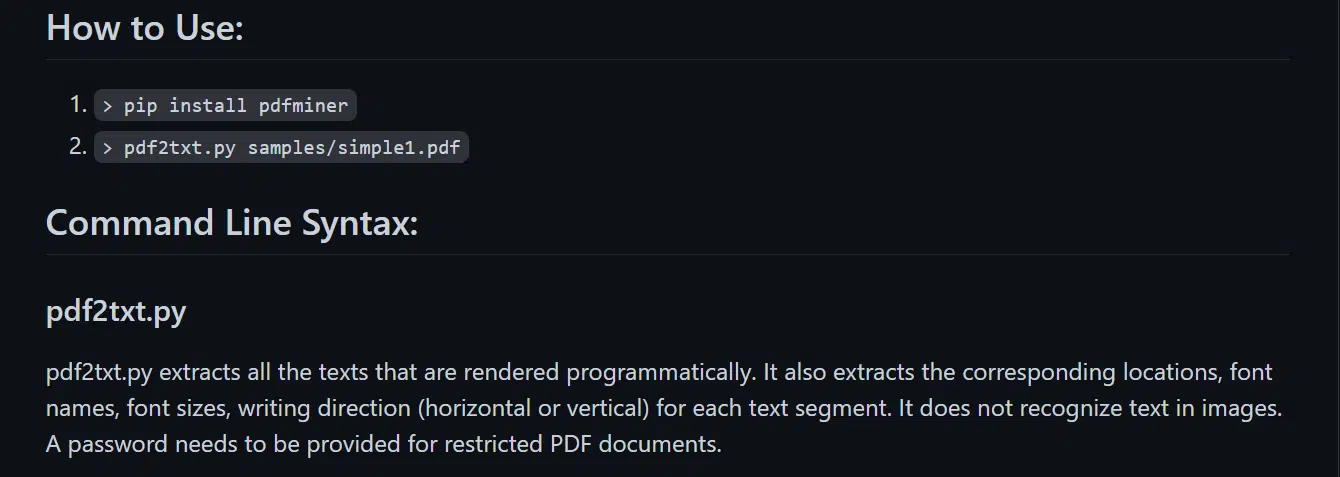 How to Use:
1. > pip install pdfminer
2. > pdf2txt.py samples/simple1.pdf
Command Line Syntax:
pdf2txt.py
pdf2txt.py extracts all the texts that are rendered programmatically. It also extracts the corresponding locations, font
names, font sizes, writing direction (horizontal or vertical) for each text segment. It does not recognize text in images.
A password needs to be provided for restricted PDF documents.